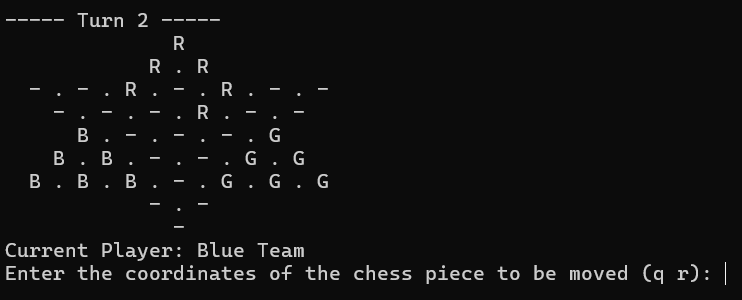 ----- Turn 2 -----
              R
            R . R
  - . - . R . - . R . - . -
    - . - . - . R . - . -
      B . - . - . - . G
    B . B . - . - . G . G
  B . B . B . - . G . G . G
            - . -
              -
Current Player: Blue Team
Enter the coordinates of the chess piece to be moved (q r):